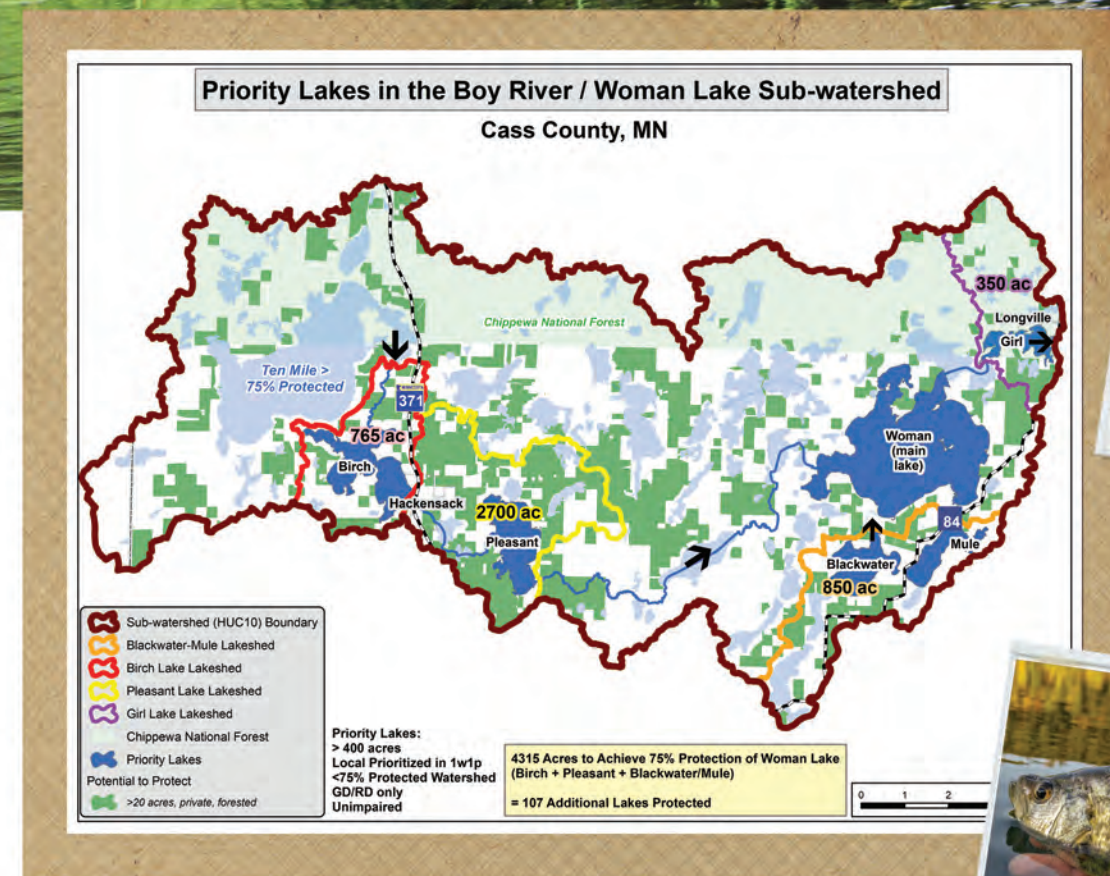 Priority Lakes in the Boy River / Woman Lake Sub-watershed
Cass County, MN
350 ac
Longville
Girl
Chippewa National Forest
Ten Mile >
75% Protected
371
765 ac
Birch
Hackensack
2700 ac
Pleasant
Woman
(main
lake)
84
Mule
Blackwater
850 ac
Sub-watershed (HUC10) Boundary
Blackwater-Mule Lakeshed
Birch Lake Lakeshed
Pleasant Lake Lakeshed
Girl Lake Lakeshed
Chippewa National Forest
Priority Lakes
Potential to Protect
>20 acres, private, forested
Priority Lakes:
> 400 acres
Local Prioritized in 1w1p
<75% Protected Watershed
GD/RD only
Unimpaired
4315 Acres to Achieve 75% Protection of Woman Lake
(Birch + Pleasant + Blackwater/Mule)
= 107 Additional Lakes Protected
0 1 2